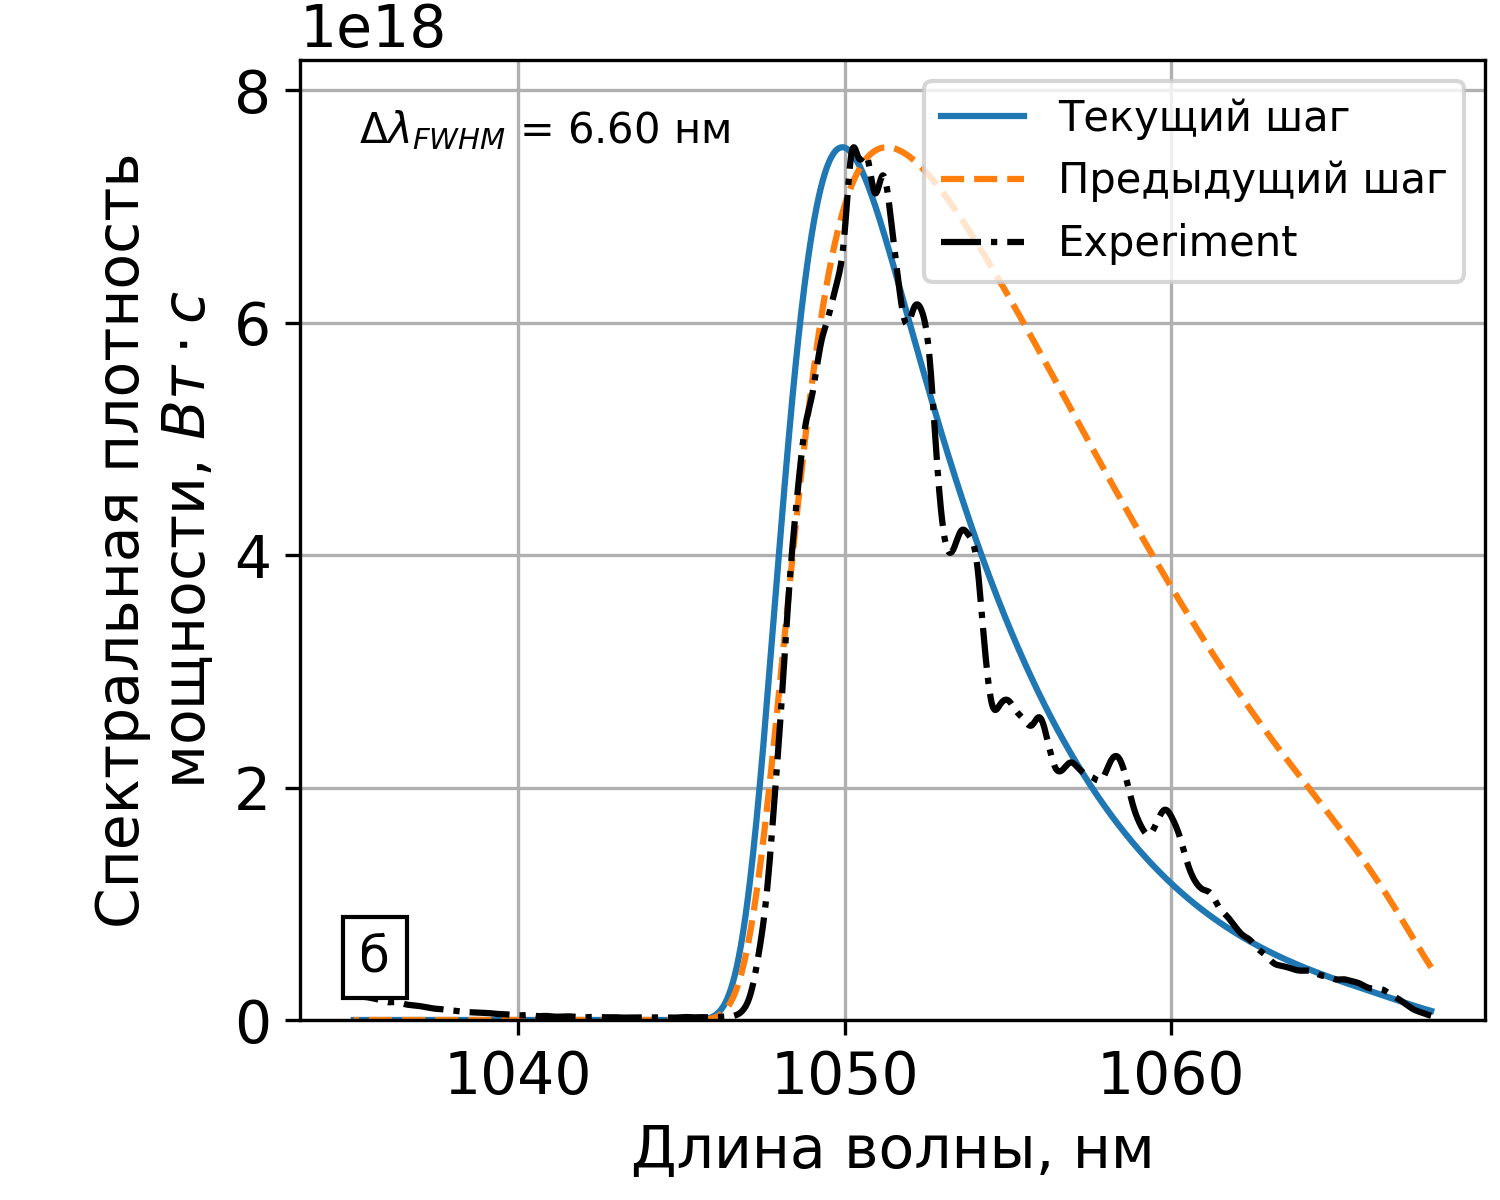 1e18
8
6
4
2
0
Δλ_FWHM = 6.60 нм
Текущий шаг
Предыдущий шаг
Experiment
Спектральная плотность
мощности, Вт · с
б
1040 1050 1060
Длина волны, нм